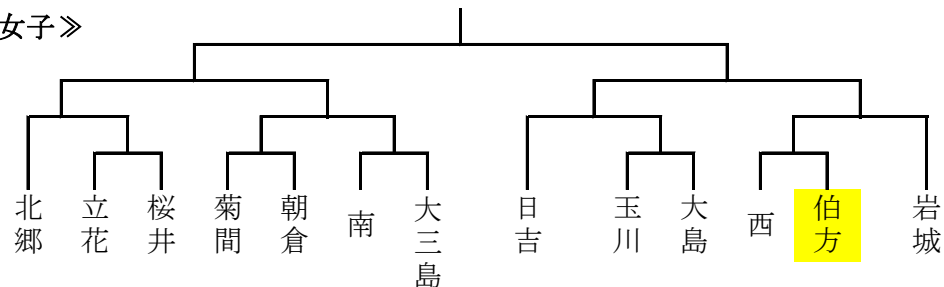 女子≫
北郷
立花
桜井
菊間
朝倉
南
大三島
日吉
玉川
大島
西
伯方
岩城